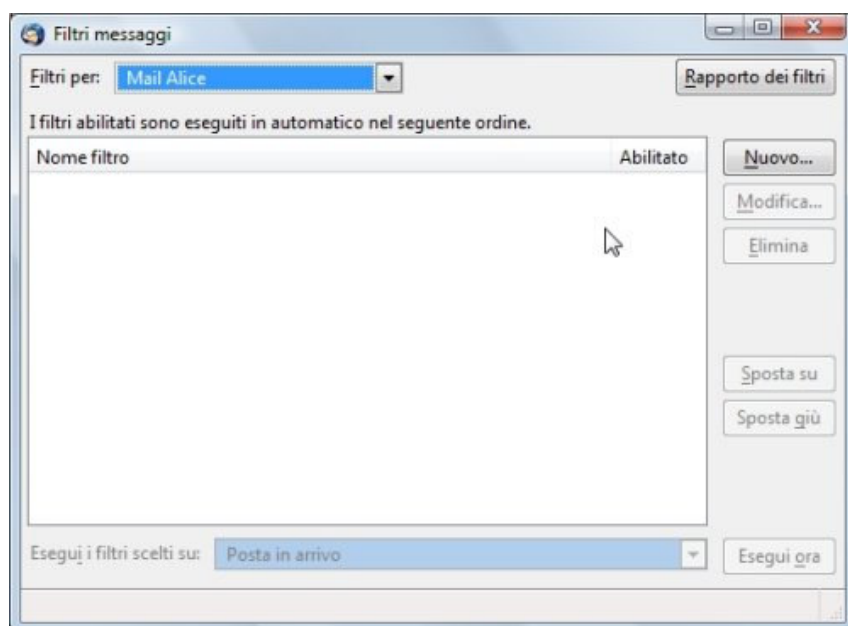 Filtri messaggi
Filtri per: Mail Alice Rapporto dei filtri
I filtri abilitati sono eseguiti in automatico nel seguente ordine.
Nome filtro Abilitato
Nuovo...
Modifica...
Elimina
Sposta su
Sposta giù
Esegui i filtri scelti su: Posta in arrivo Esegui ora